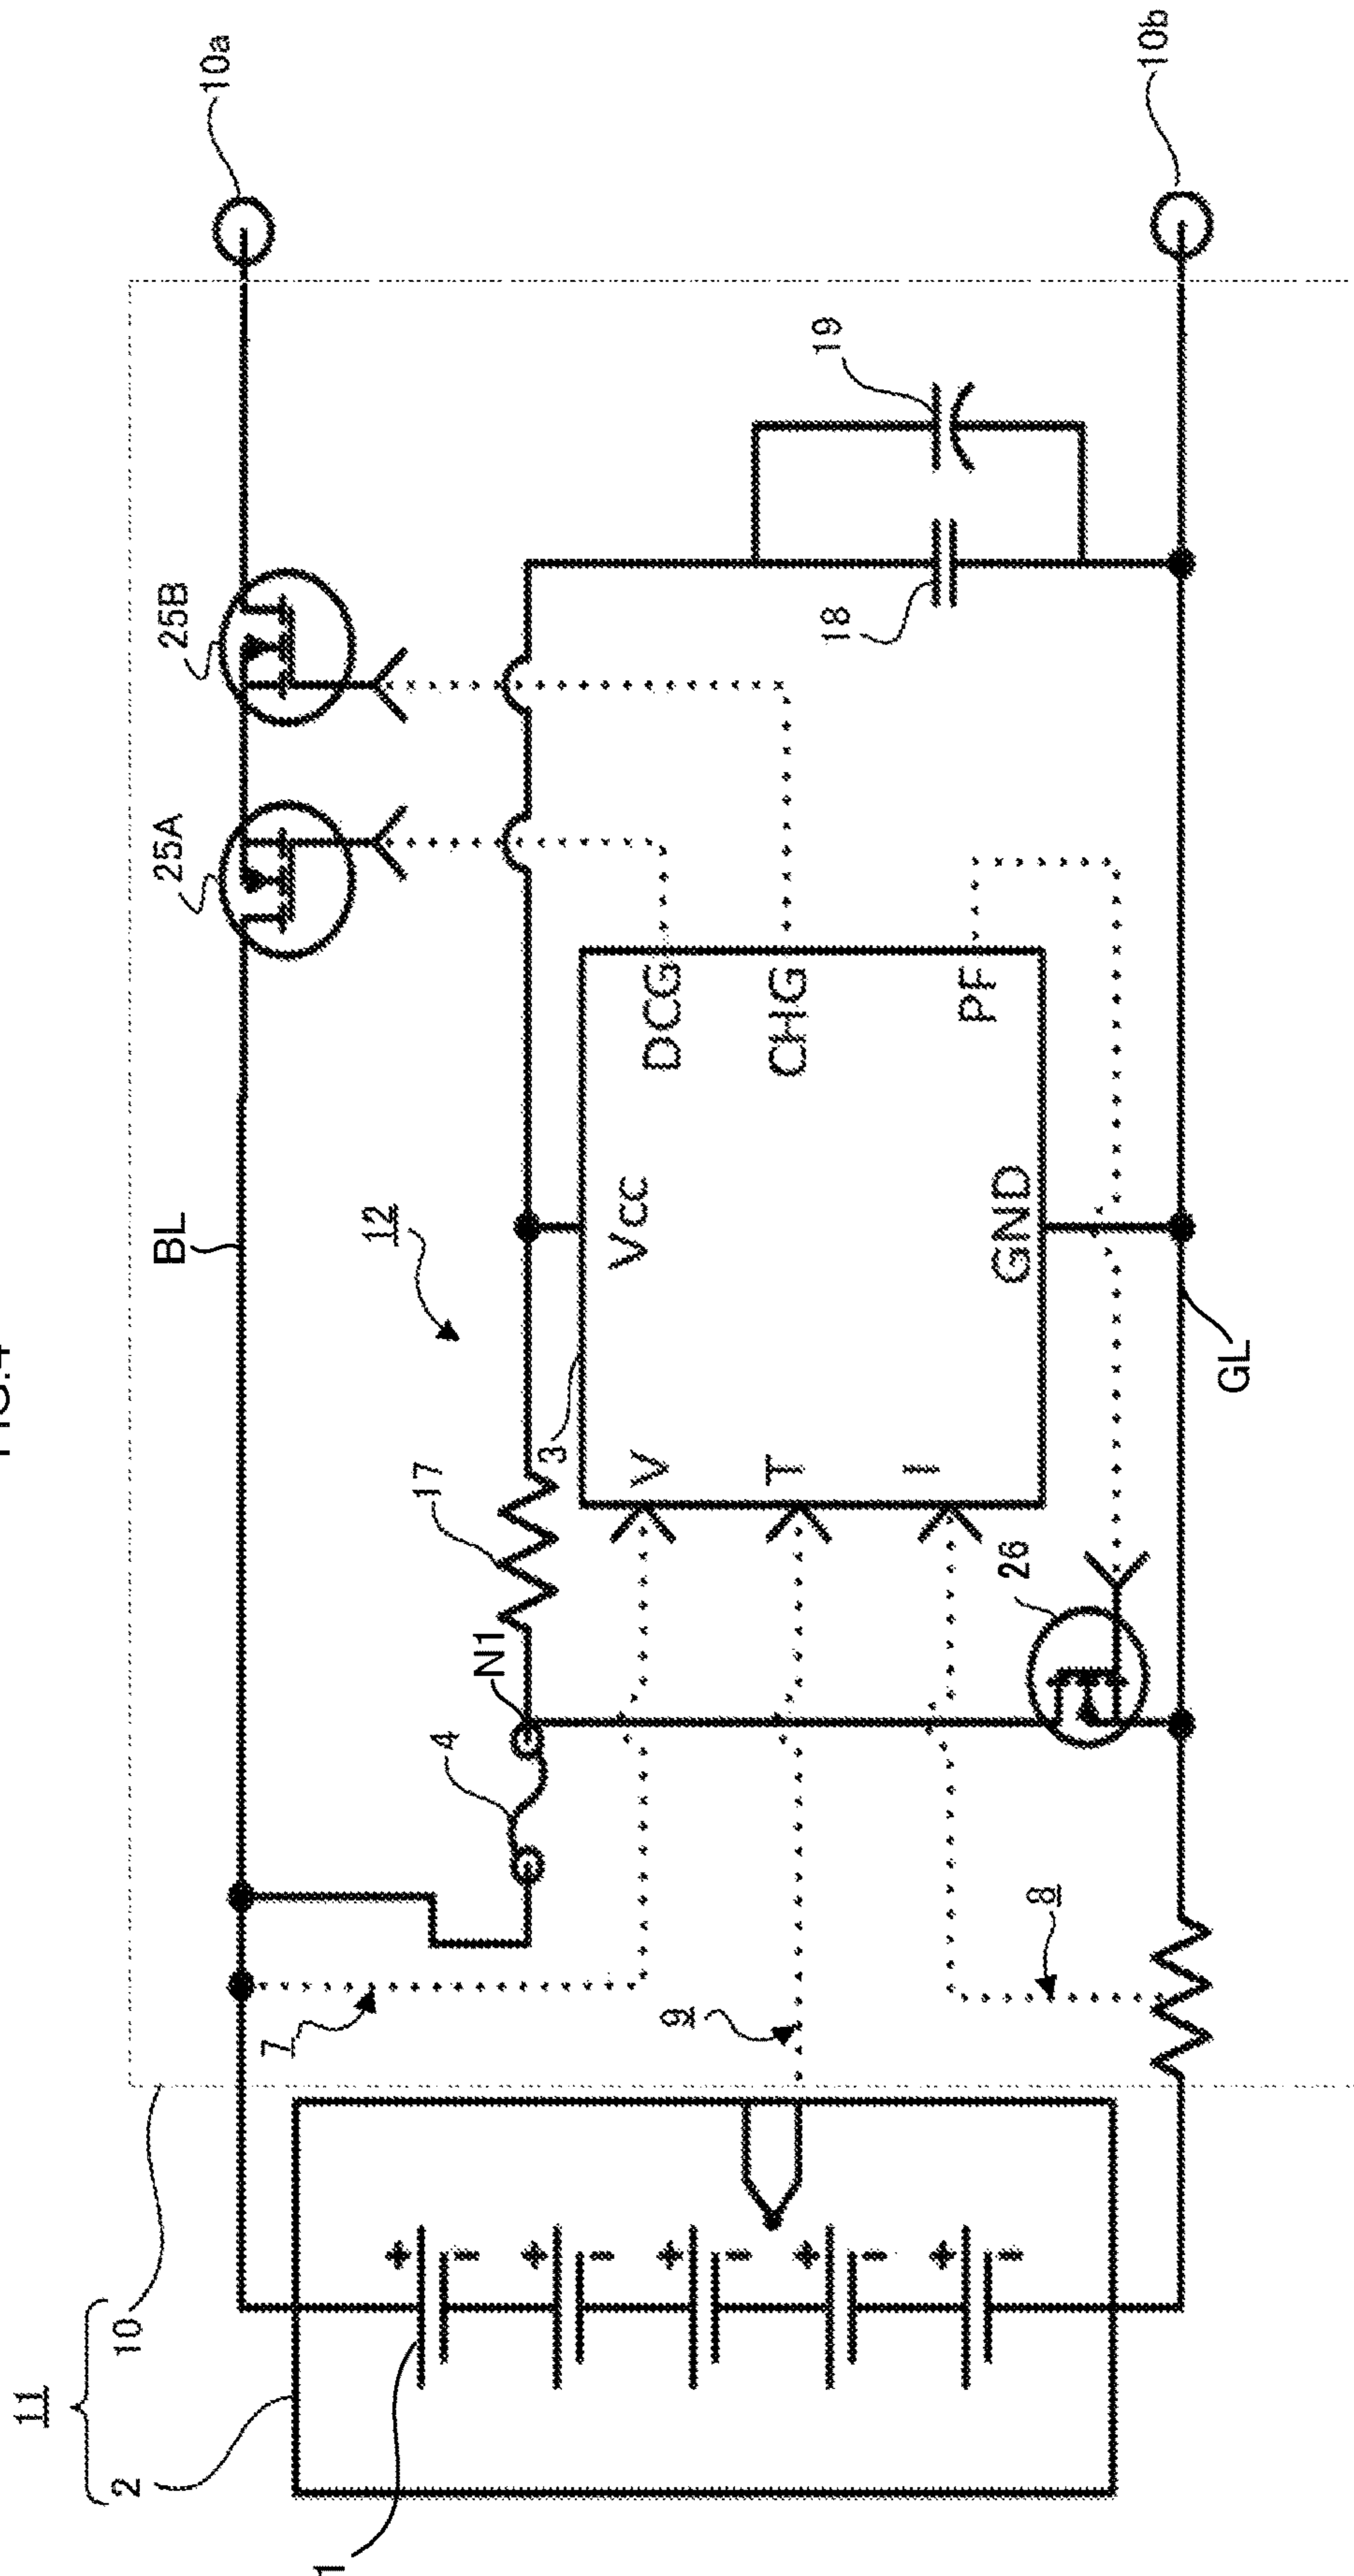 FIG.4
11
2
10
1
7
BL
25A
25B
10a
4
N1
17
12
3
Vcc
V
T
I
DCG
CHG
PF
GND
9
8
26
18
19
GL
10b
+
−
+
−
+
−
+
−
+
−